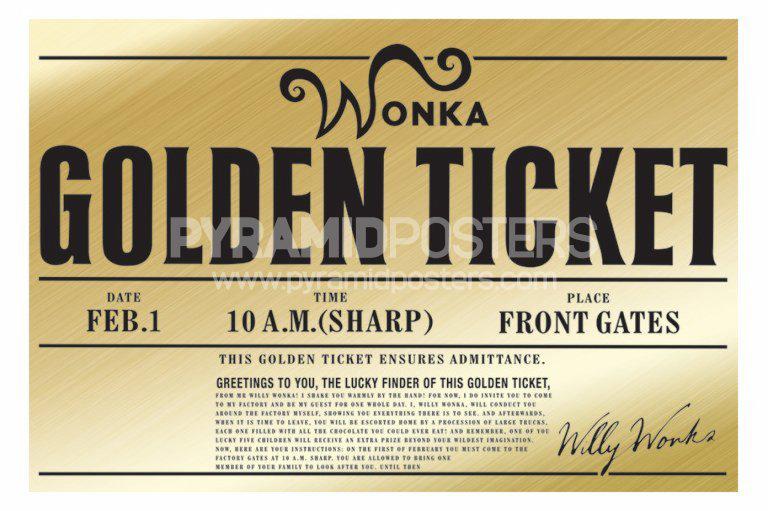 WONKA
GOLDEN TICKET
PYRAMIDPOSTERS
www.pyramidposters.com
DATE
FEB.1
TIME
10 A.M.(SHARP)
PLACE
FRONT GATES
THIS GOLDEN TICKET ENSURES ADMITTANCE.
GREETINGS TO YOU, THE LUCKY FINDER OF THIS GOLDEN TICKET,
FROM MR WILLY WONKA! I SHAKE YOU WARMLY BY THE HAND! FOR NOW, I DO INVITE YOU TO COME
TO MY FACTORY AND BE MY GUEST FOR ONE WHOLE DAY. I, WILLY WONKA, WILL CONDUCT YOU
AROUND THE FACTORY MYSELF, SHOWING YOU EVERYTHING THERE IS TO SEE, AND AFTERWARDS,
WHEN IT IS TIME TO LEAVE, YOU WILL BE ESCORTED HOME BY A PROCESSION OF LARGE TRUCKS,
EACH ONE FILLED WITH ALL THE CHOCOLATE YOU COULD EVER EAT! AND REMEMBER, ONE OF YOU
LUCKY FIVE CHILDREN WILL RECEIVE AN EXTRA PRIZE BEYOND YOUR WILDEST IMAGINATION.
NOW, HERE ARE YOUR INSTRUCTIONS: ON THE FIRST OF FEBRUARY YOU MUST COME TO THE
FACTORY GATES AT 10 A.M. SHARP. YOU ARE ALLOWED TO BRING ONE
MEMBER OF YOUR FAMILY TO LOOK AFTER YOU. UNTIL THEN
Willy Wonka